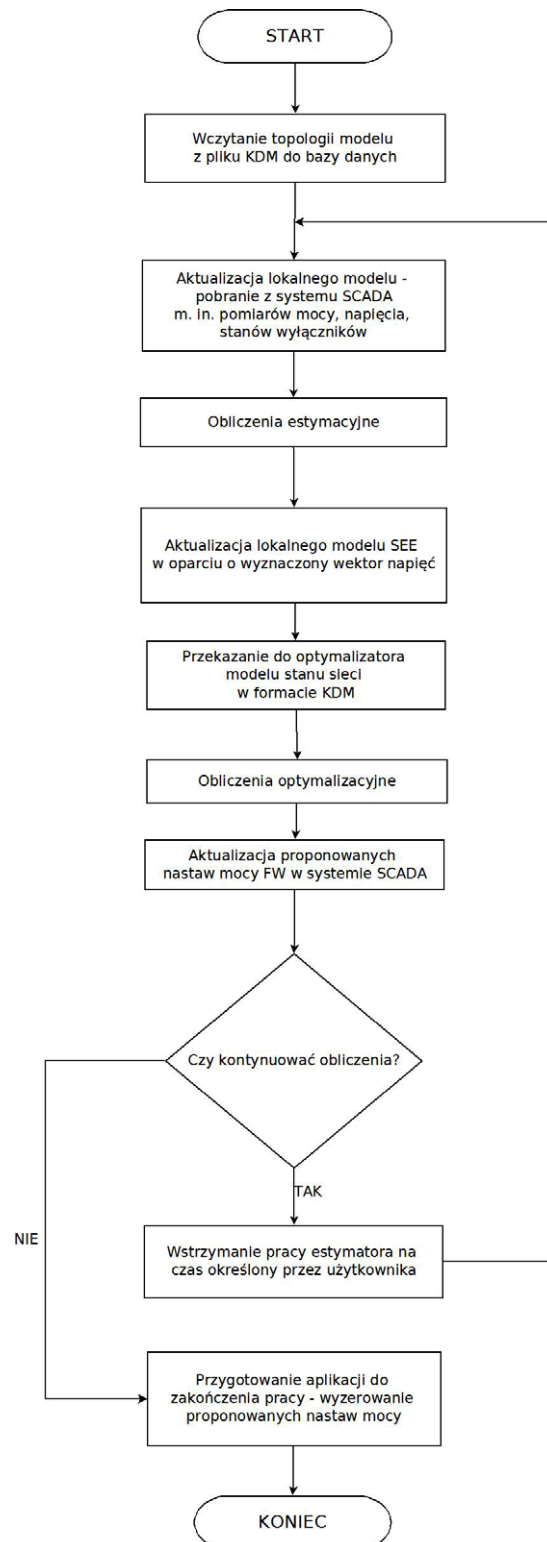 START
Wczytanie topologii modelu
z pliku KDM do bazy danych
Aktualizacja lokalnego modelu -
pobranie z systemu SCADA
m. in. pomiarów mocy, napięcia,
stanów wyłączników
Obliczenia estymacyjne
Aktualizacja lokalnego modelu SEE
w oparciu o wyznaczony wektor napięć
Przekazanie do optymalizatora
modelu stanu sieci
w formacie KDM
Obliczenia optymalizacyjne
Aktualizacja proponowanych
nastaw mocy FW w systemie SCADA
Czy kontynuować obliczenia?
TAK
NIE
Wstrzymanie pracy estymatora na
czas określony przez użytkownika
Przygotowanie aplikacji do
zakończenia pracy - wyzerowanie
proponowanych nastaw mocy
KONIEC